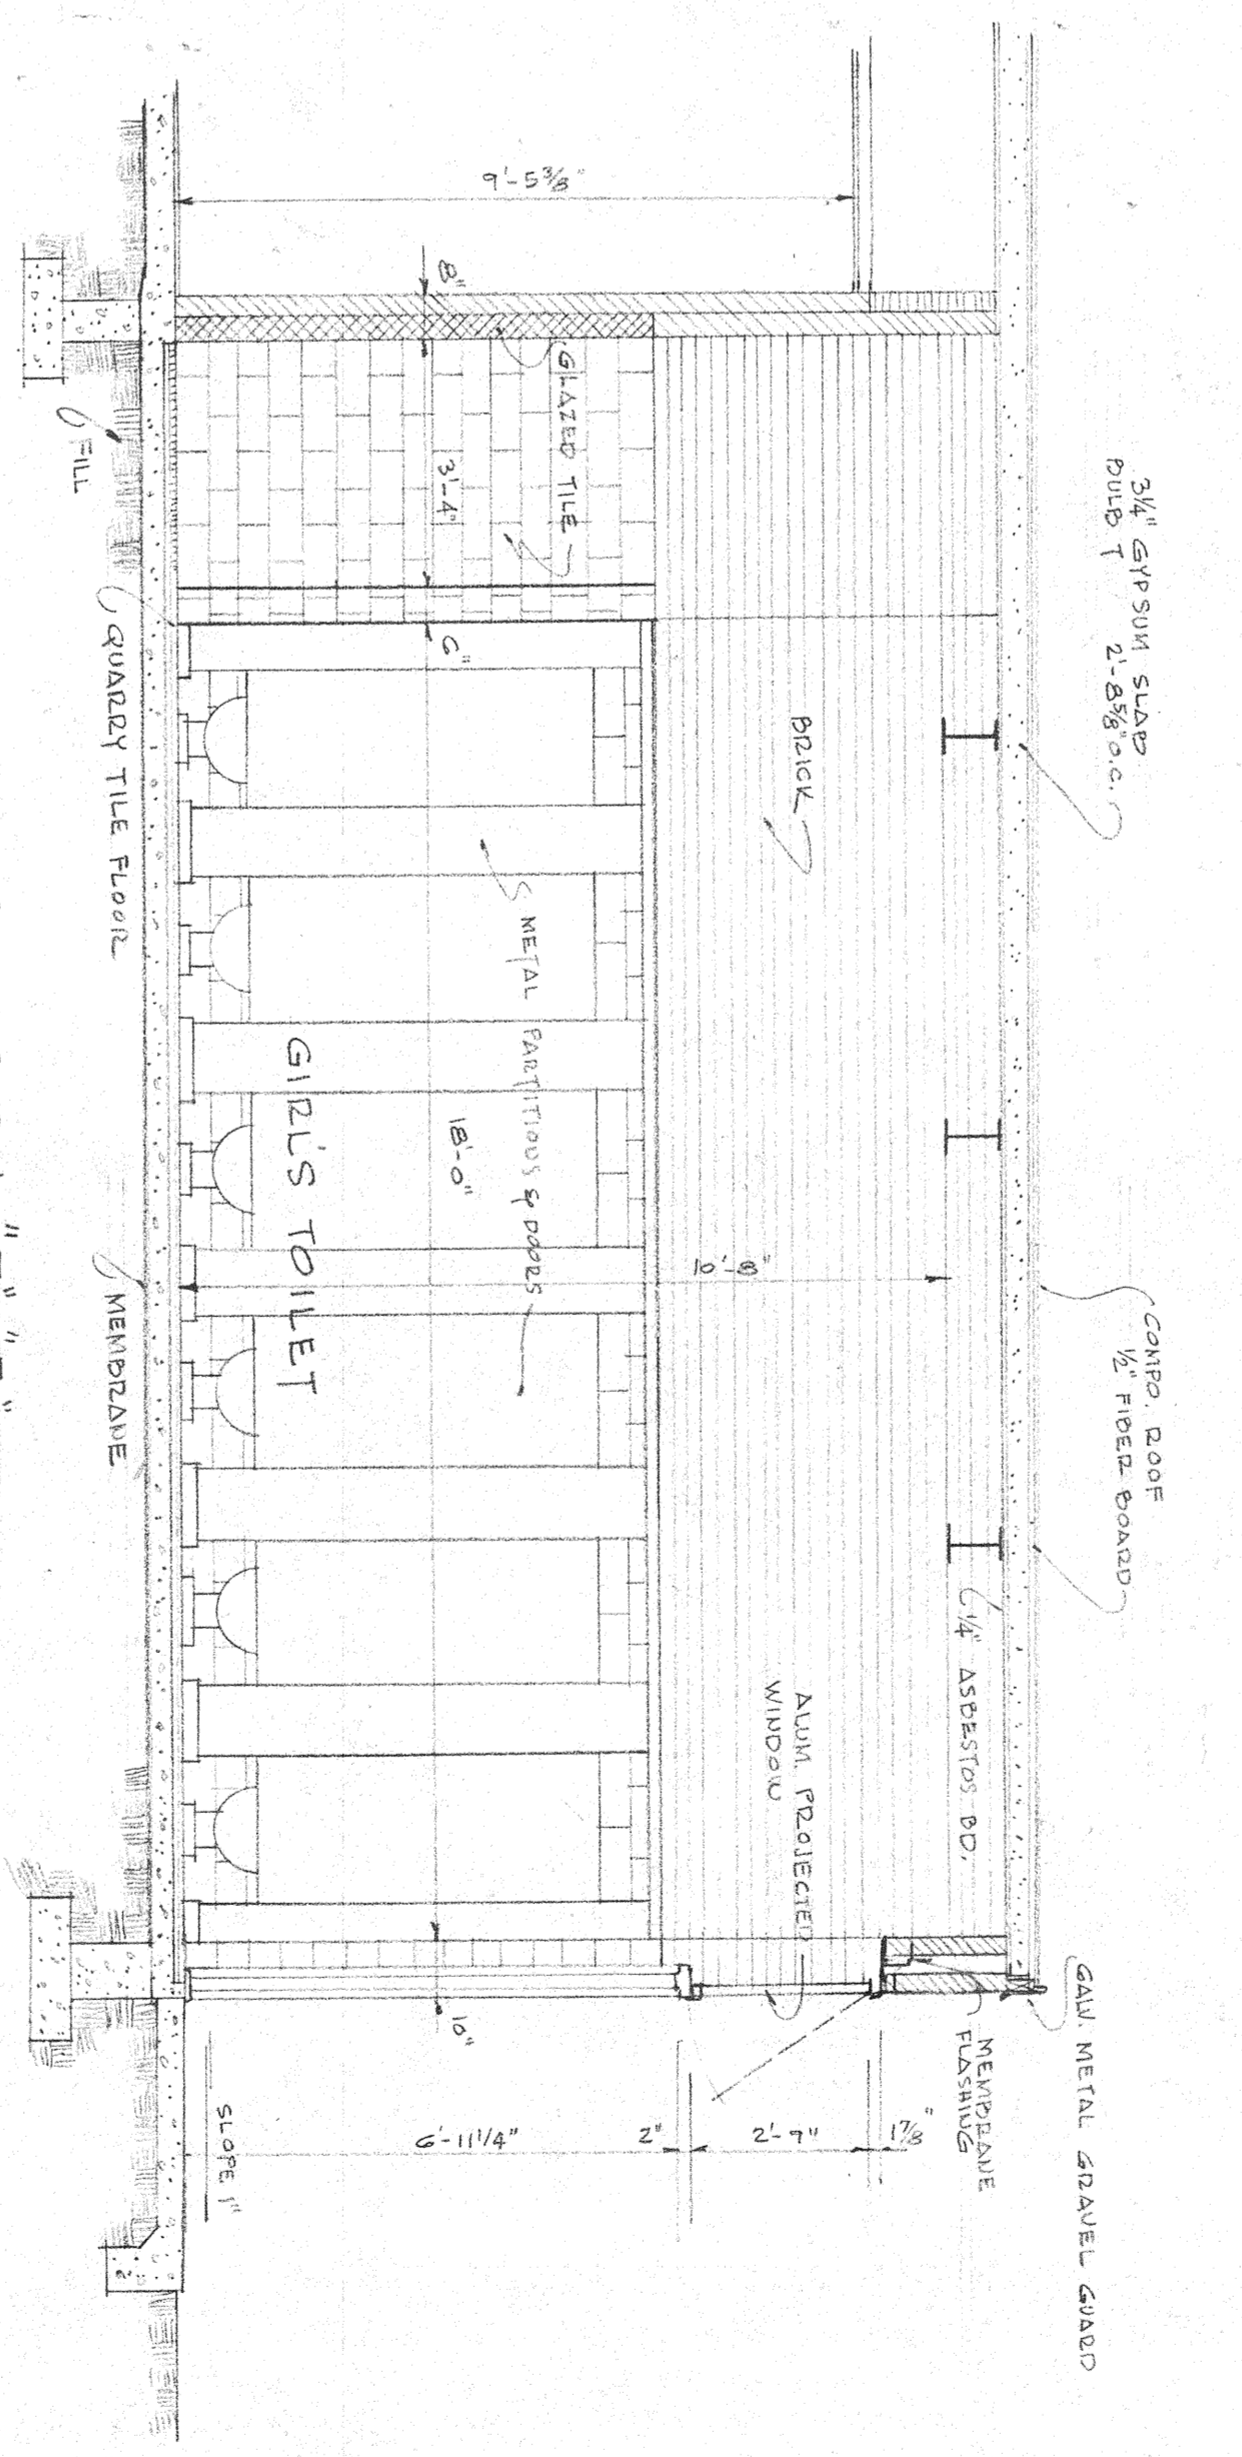 3¼" GYPSUM SLAB
BULB T 2'-8⅝" O.C.
COMPO. ROOF
½" FIBER BOARD
GALV. METAL GRAVEL GUARD
¼" ASBESTOS BD.
MEMBRANE
FLASHING
BRICK
ALUM. PROJECTED
WINDOW
9'-5⅜"
10'-8"
1⅞"
2'-9"
2"
6'-11¼"
8"
GLAZED TILE
3'-4"
6"
METAL PARTITIOUS & DOORS
18'-0"
10"
GIRL'S TOILET
SLOPE 1"
FILL
QUARRY TILE FLOOR
MEMBRANE